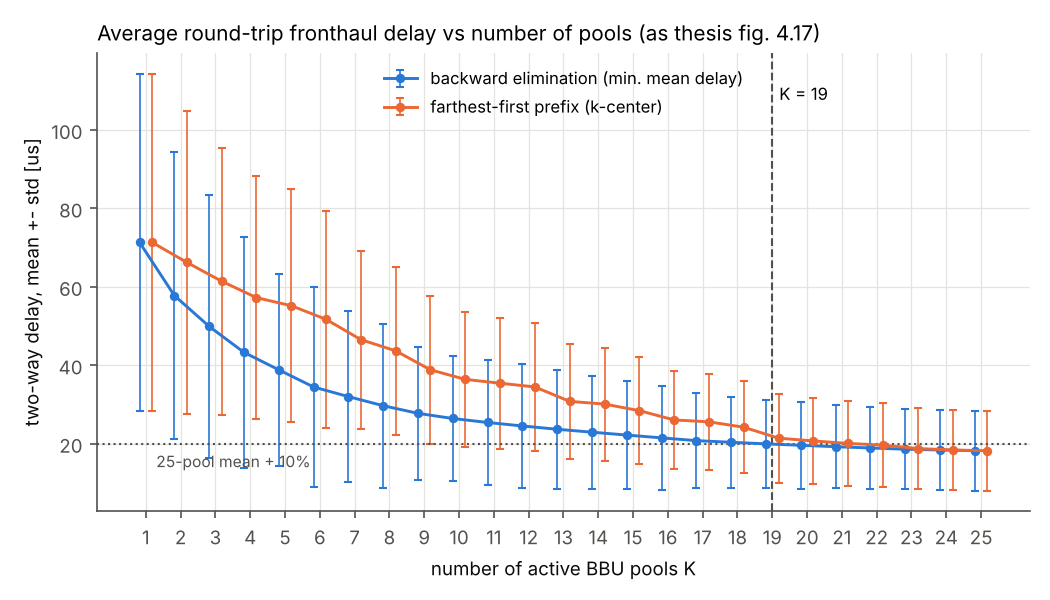 Average round-trip fronthaul delay vs number of pools (as thesis fig. 4.17)
backward elimination (min. mean delay)
farthest-first prefix (k-center)
K = 19
two-way delay, mean +- std [us]
100
80
60
40
20
25-pool mean + 10%
1 2 3 4 5 6 7 8 9 10 11 12 13 14 15 16 17 18 19 20 21 22 23 24 25
number of active BBU pools K